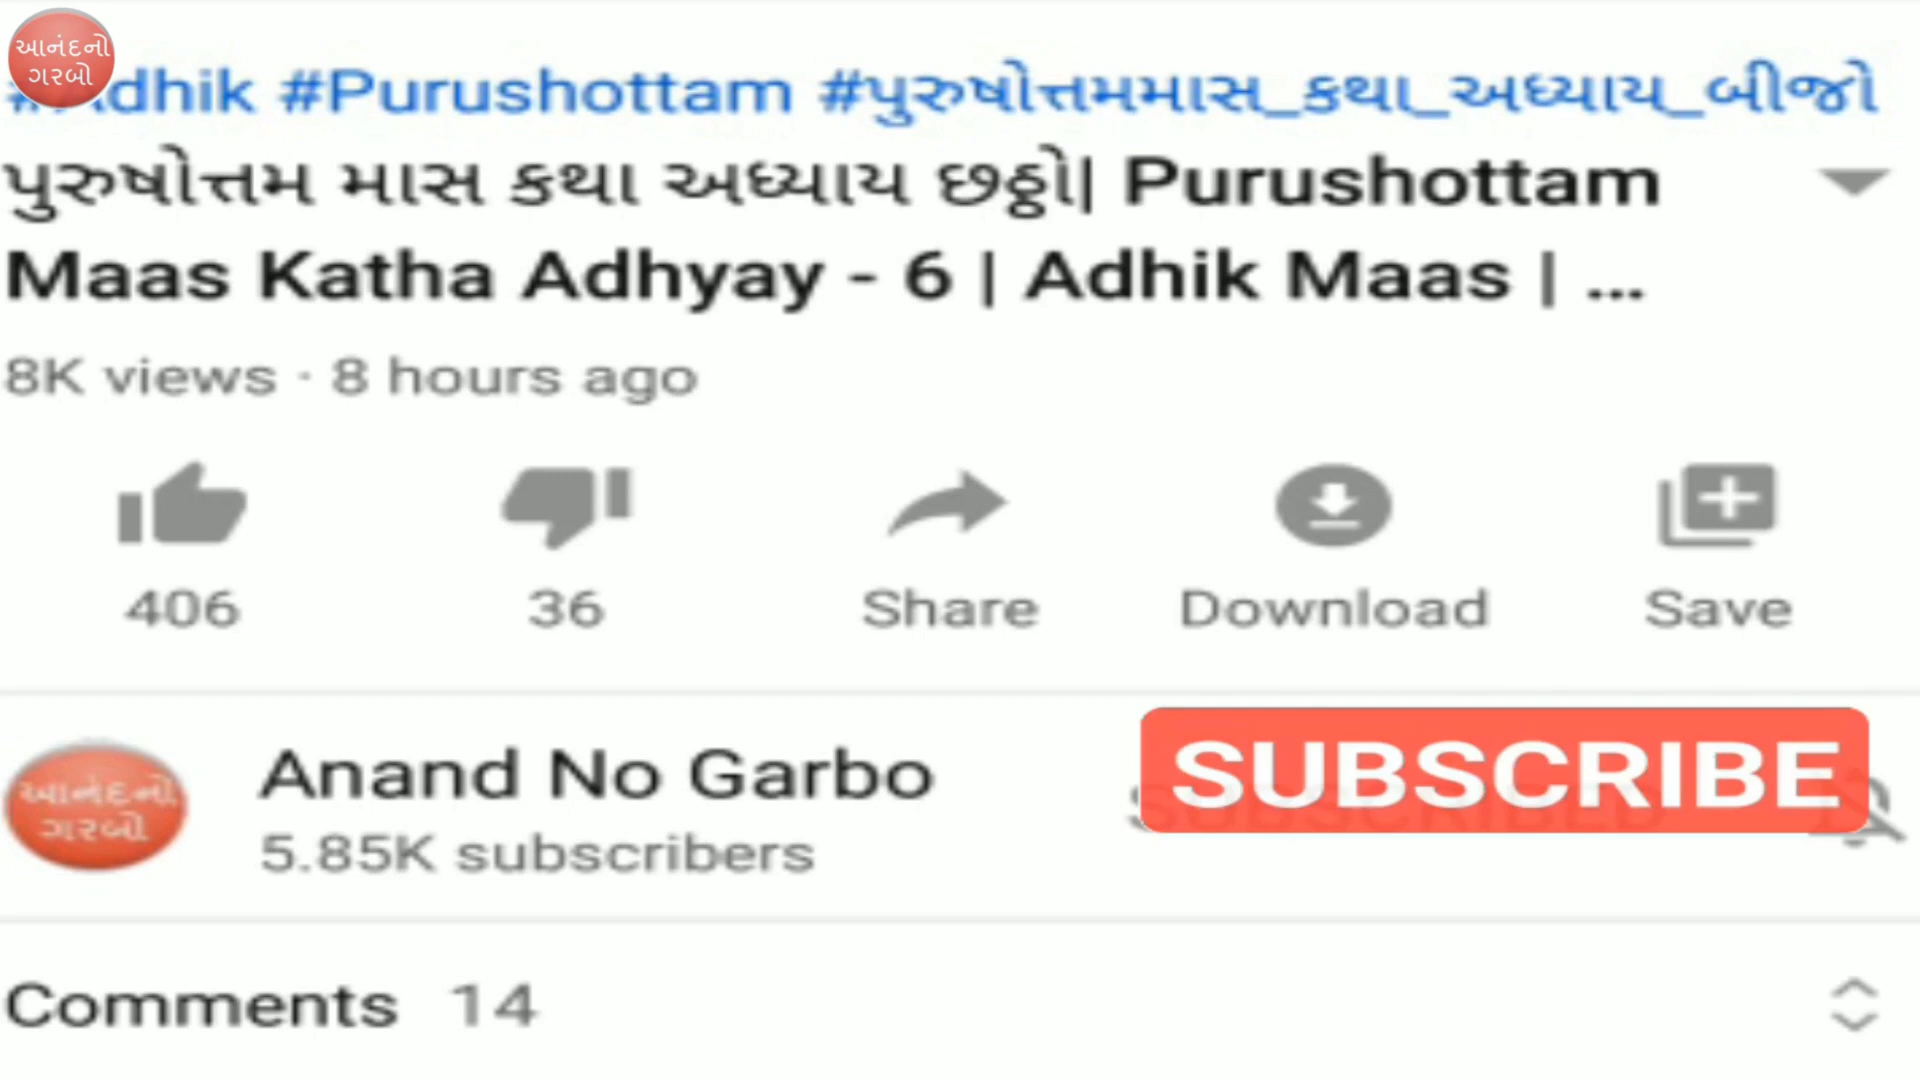 આનંદનો
ગરબો
#Adhik #Purushottam #પુરુષોત્તમમાસ_કથા_અધ્યાય_બીજો
પુરુષોત્તમ માસ કથા અધ્યાય છઠ્ઠો| Purushottam
Maas Katha Adhyay - 6 | Adhik Maas | ...
8K views · 8 hours ago
406 36 Share Download Save
આનંદનો
ગરબો
Anand No Garbo
SUBSCRIBE
SUBSCRIBED
5.85K subscribers
Comments 14